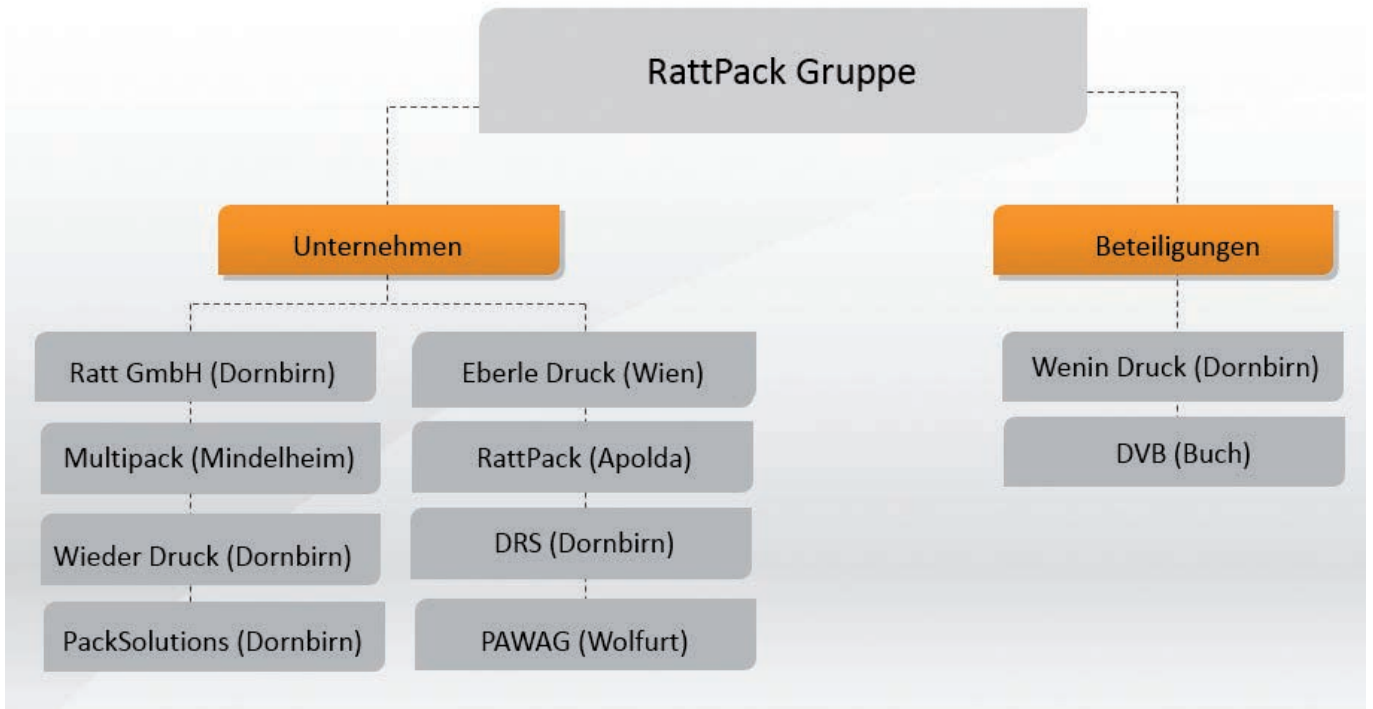 RattPack Gruppe
Unternehmen
Ratt GmbH (Dornbirn)
Multipack (Mindelheim)
Wieder Druck (Dornbirn)
PackSolutions (Dornbirn)
Eberle Druck (Wien)
RattPack (Apolda)
DRS (Dornbirn)
PAWAG (Wolfurt)
Beteiligungen
Wenin Druck (Dornbirn)
DVB (Buch)